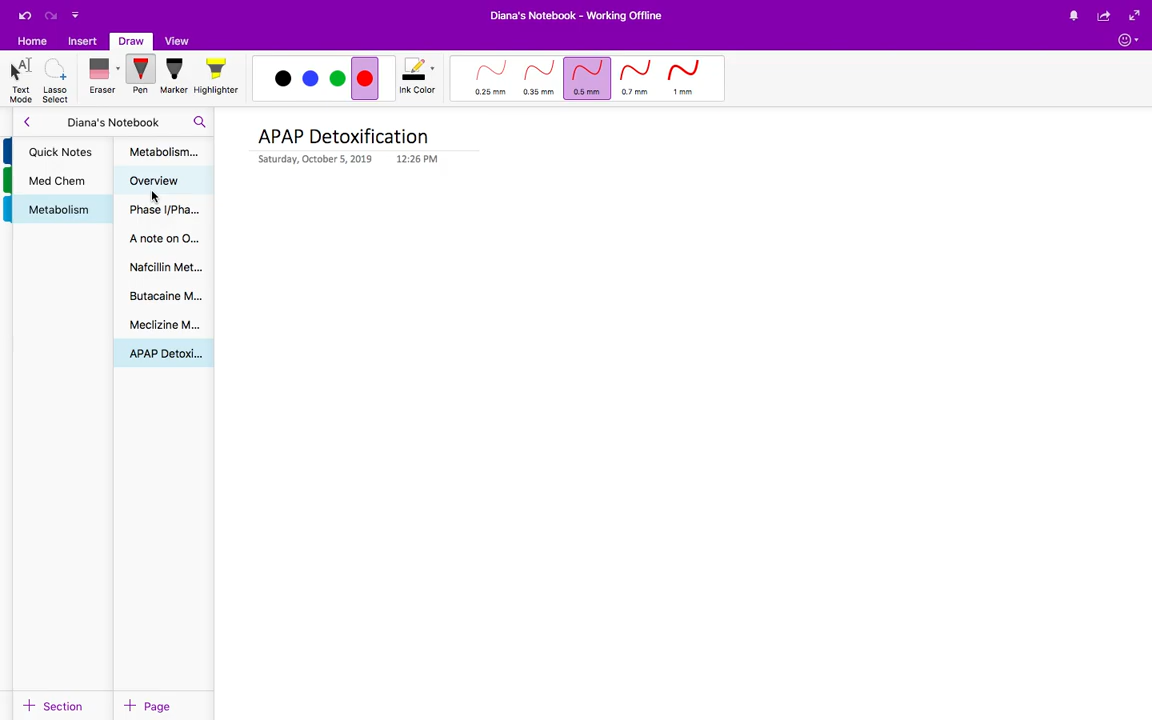 Diana's Notebook - Working Offline
Home Insert Draw View
Text Mode
Lasso Select
Eraser
Pen
Marker
Highlighter
Ink Color
0.25 mm
0.35 mm
0.5 mm
0.7 mm
1 mm
Diana's Notebook
Quick Notes
Med Chem
Metabolism
Metabolism...
Overview
Phase I/Pha...
A note on O...
Nafcillin Met...
Butacaine M...
Meclizine M...
APAP Detoxi...
+ Section
+ Page
APAP Detoxification
Saturday, October 5, 2019 12:26 PM